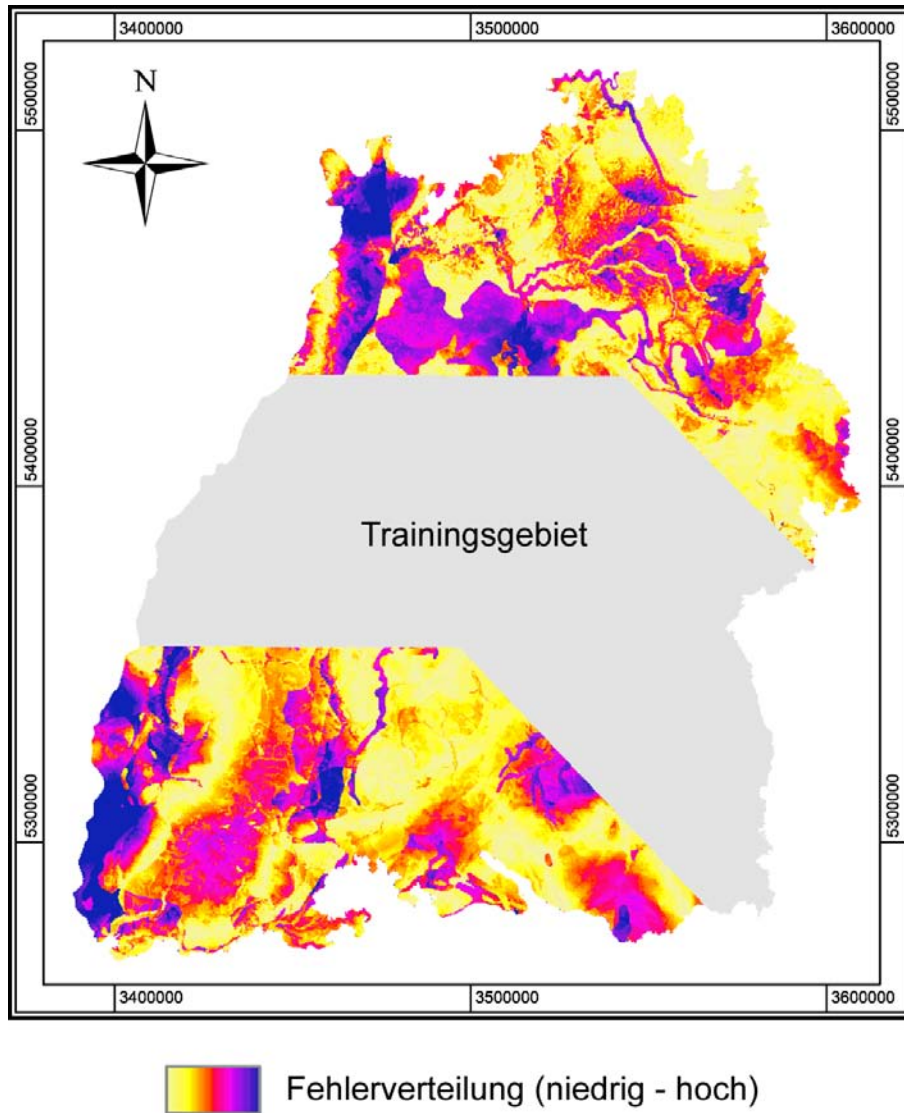 3400000 3500000 3600000
N
5500000 5500000
5400000 5400000
Trainingsgebiet
5300000 5300000
3400000 3500000 3600000
Fehlerverteilung (niedrig - hoch)